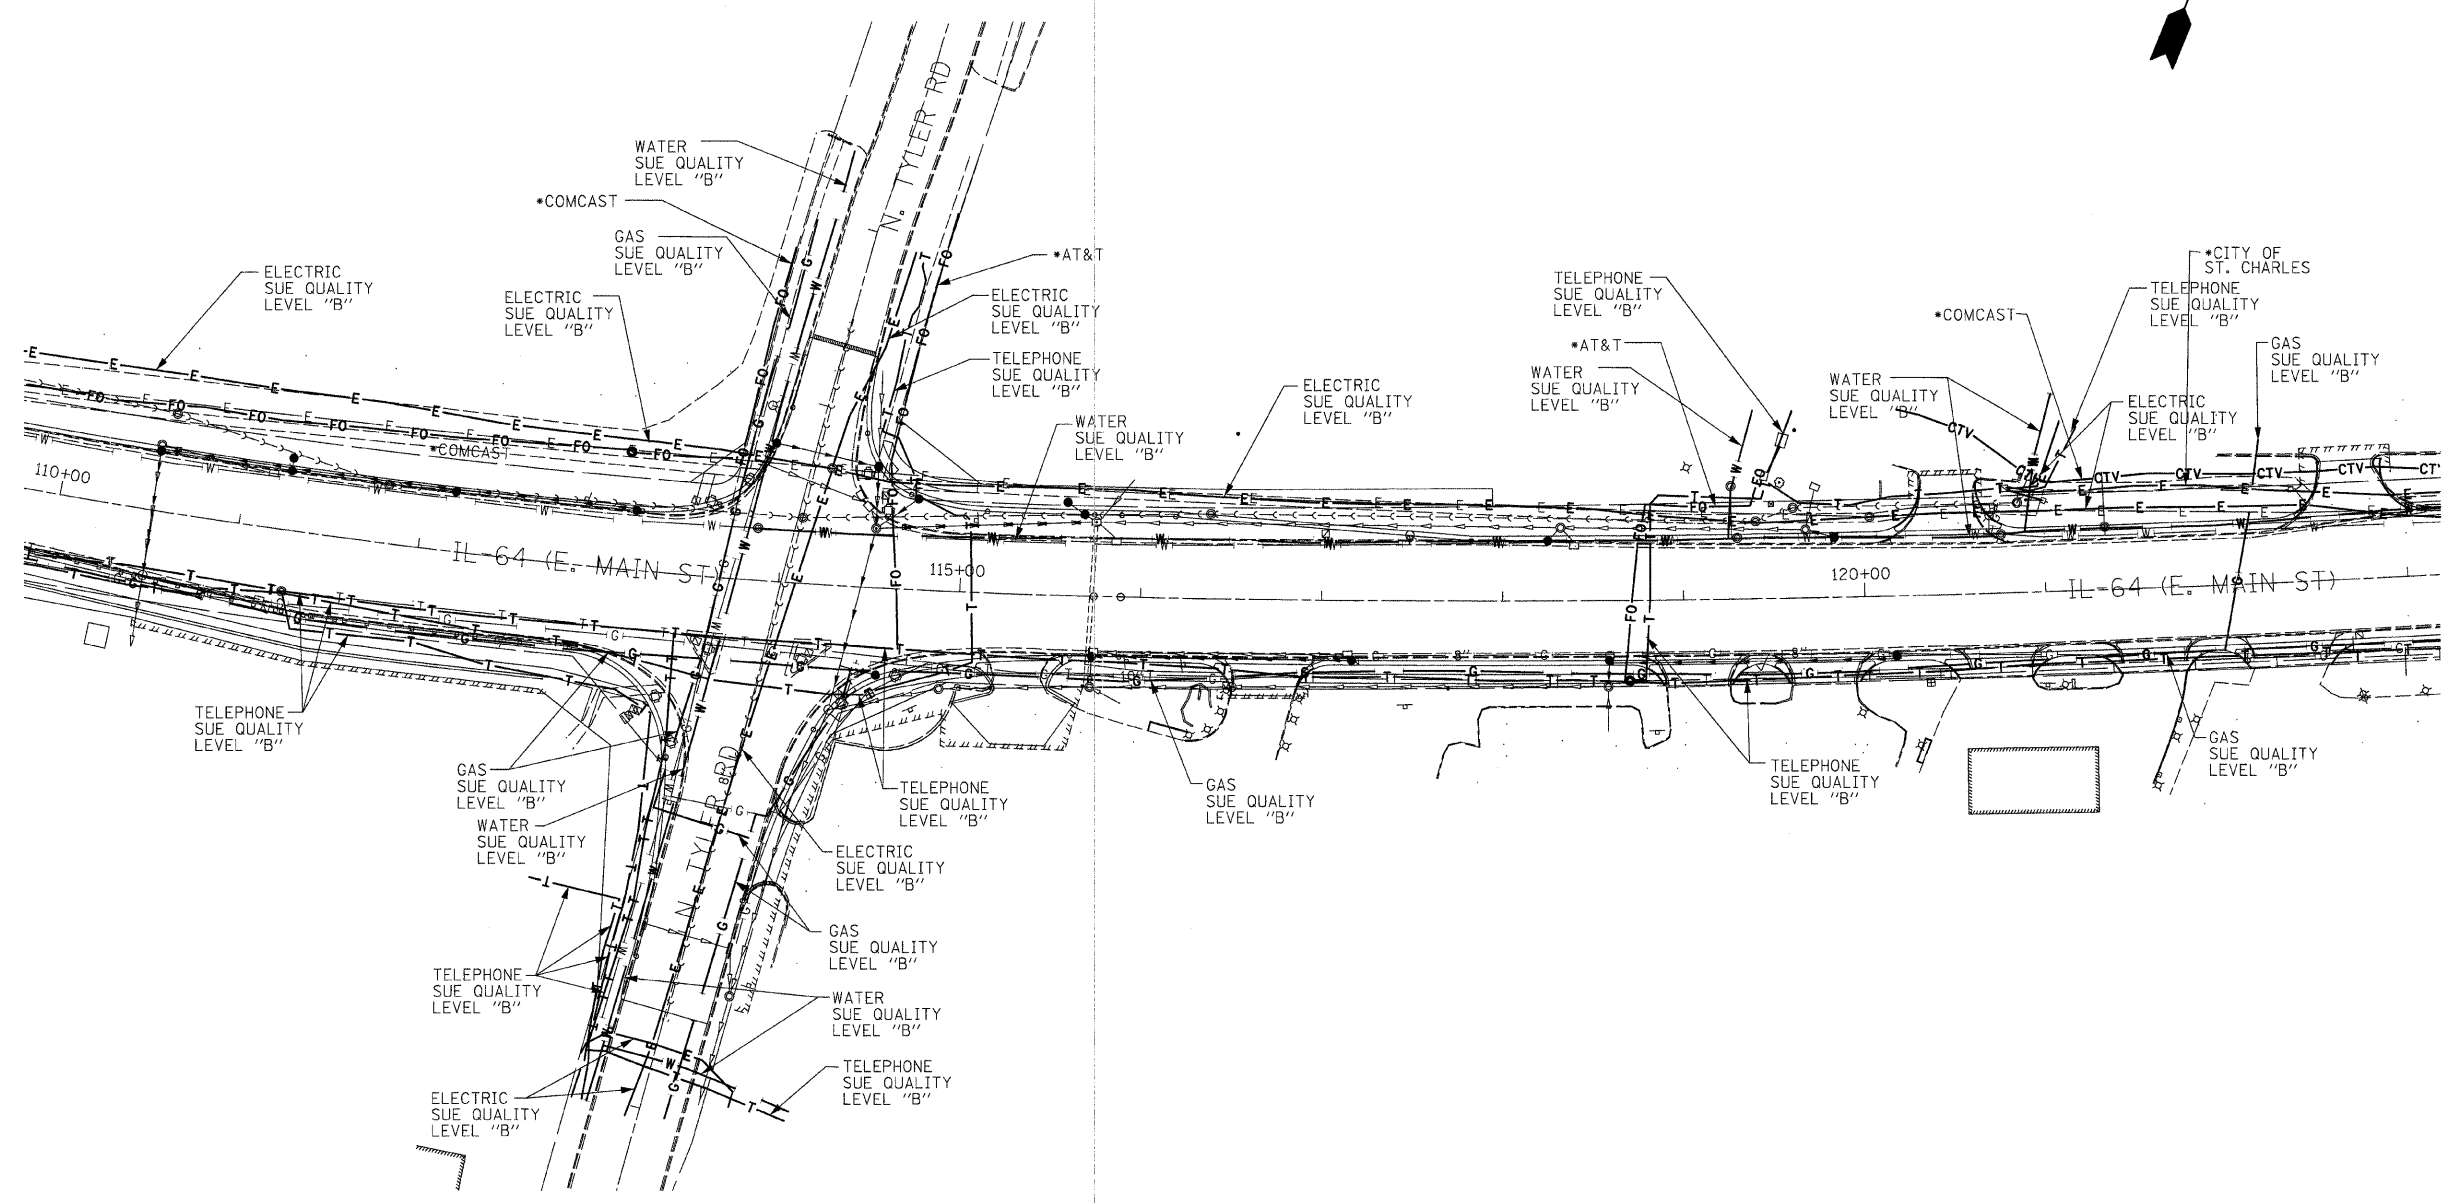 WATER
SUE QUALITY
LEVEL "B"
*COMCAST
GAS
SUE QUALITY
LEVEL "B"
ELECTRIC
SUE QUALITY
LEVEL "B"
ELECTRIC
SUE QUALITY
LEVEL "B"
N. TYLER RD
*AT&T
ELECTRIC
SUE QUALITY
LEVEL "B"
TELEPHONE
SUE QUALITY
LEVEL "B"
WATER
SUE QUALITY
LEVEL "B"
ELECTRIC
SUE QUALITY
LEVEL "B"
TELEPHONE
SUE QUALITY
LEVEL "B"
*AT&T
WATER
SUE QUALITY
LEVEL "B"
*CITY OF
ST. CHARLES
TELEPHONE
SUE QUALITY
LEVEL "B"
*COMCAST
GAS
SUE QUALITY
LEVEL "B"
WATER
SUE QUALITY
LEVEL "B"
ELECTRIC
SUE QUALITY
LEVEL "B"
*COMCAST
110+00
IL-64 (E. MAIN ST)
115+00
120+00
IL-64 (E. MAIN ST)
CTV
CTV CTV CTV CTV
TELEPHONE
SUE QUALITY
LEVEL "B"
GAS
SUE QUALITY
LEVEL "B"
WATER
SUE QUALITY
LEVEL "B"
N. TYLER RD
TELEPHONE
SUE QUALITY
LEVEL "B"
GAS
SUE QUALITY
LEVEL "B"
TELEPHONE
SUE QUALITY
LEVEL "B"
GAS
SUE QUALITY
LEVEL "B"
ELECTRIC
SUE QUALITY
LEVEL "B"
GAS
SUE QUALITY
LEVEL "B"
TELEPHONE
SUE QUALITY
LEVEL "B"
WATER
SUE QUALITY
LEVEL "B"
TELEPHONE
SUE QUALITY
LEVEL "B"
ELECTRIC
SUE QUALITY
LEVEL "B"